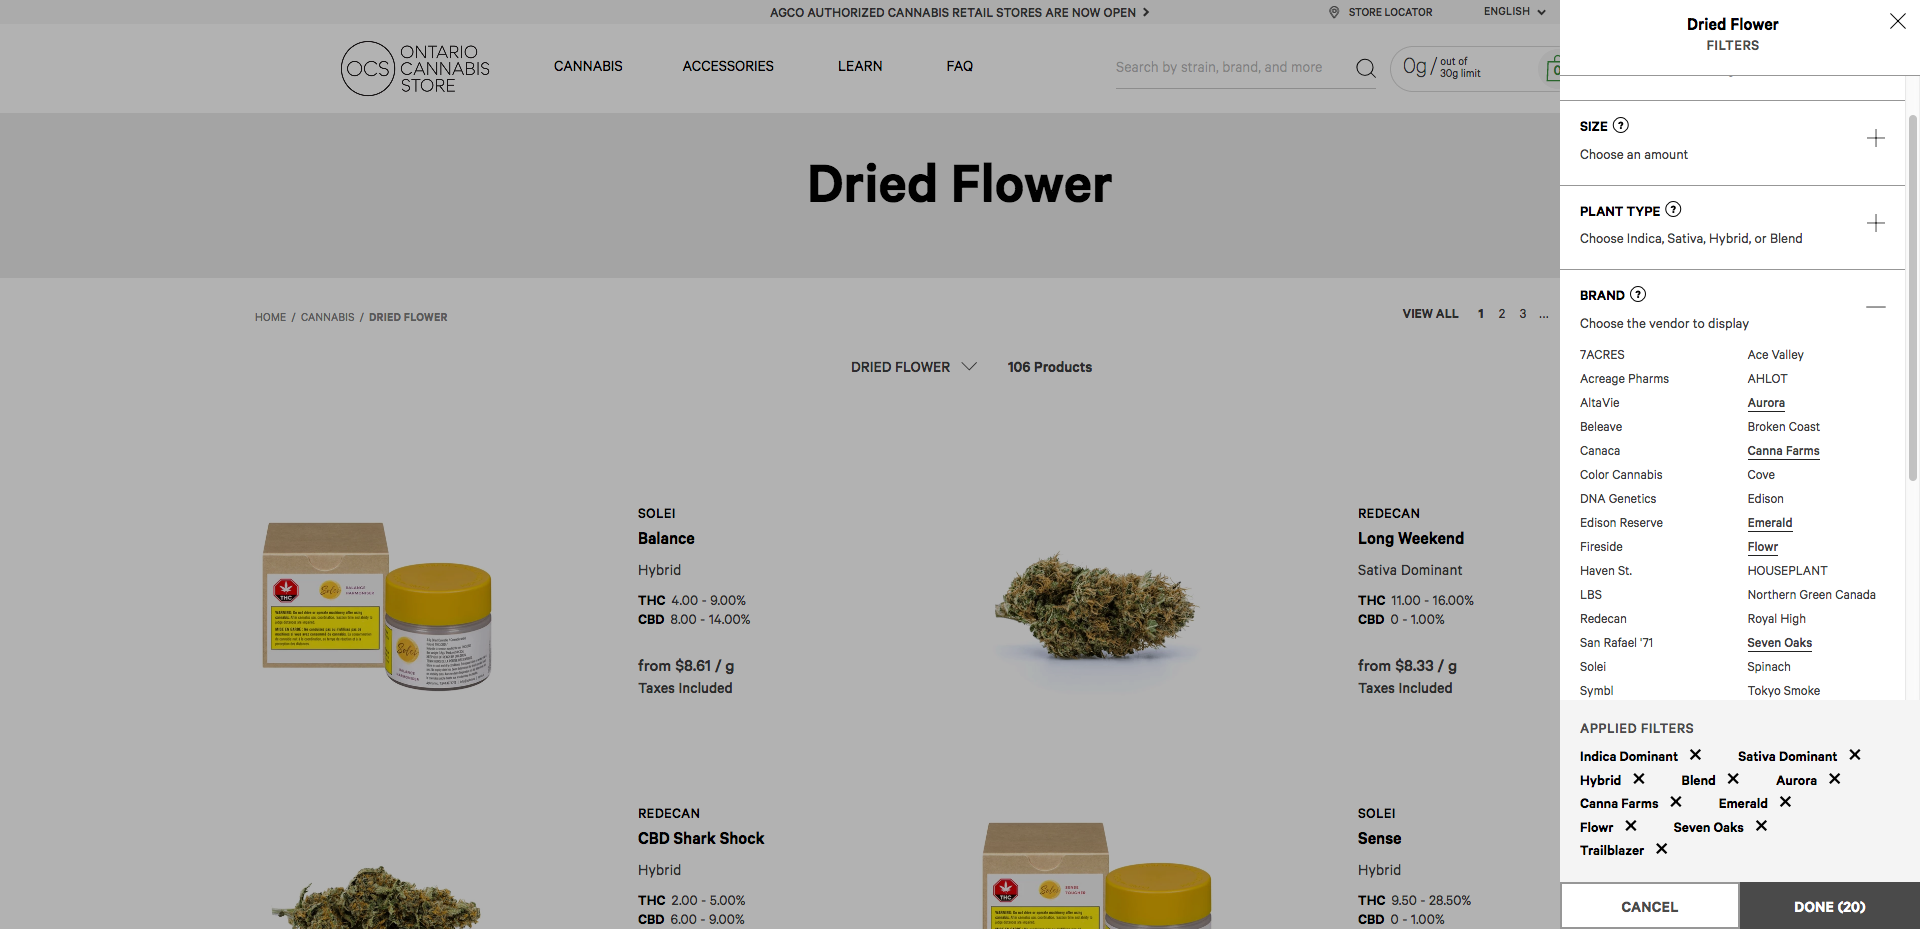 AGCO AUTHORIZED CANNABIS RETAIL STORES ARE NOW OPEN
STORE LOCATOR
ENGLISH
OCS
ONTARIO
CANNABIS
STORE
CANNABIS
ACCESSORIES
LEARN
FAQ
Search by strain, brand, and more
0g / out of
30g limit
0
Dried Flower
HOME / CANNABIS / DRIED FLOWER
VIEW ALL 1 2 3 ...
DRIED FLOWER
106 Products
SOLEI
Balance
Hybrid
THC 4.00 - 9.00%
CBD 8.00 - 14.00%
from $8.61 / g
Taxes Included
THC
Solei
Solei
REDECAN
Long Weekend
Sativa Dominant
THC 11.00 - 16.00%
CBD 0 - 1.00%
from $8.33 / g
Taxes Included
REDECAN
CBD Shark Shock
Hybrid
THC 2.00 - 5.00%
CBD 6.00 - 9.00%
THC
Solei
SOLEI
Sense
Hybrid
THC 9.50 - 28.50%
CBD 0 - 1.00%
Dried Flower
FILTERS
SIZE ?
Choose an amount
PLANT TYPE ?
Choose Indica, Sativa, Hybrid, or Blend
BRAND ?
Choose the vendor to display
7ACRES Ace Valley
Acreage Pharms AHLOT
AltaVie Aurora
Beleave Broken Coast
Canaca Canna Farms
Color Cannabis Cove
DNA Genetics Edison
Edison Reserve Emerald
Fireside Flowr
Haven St. HOUSEPLANT
LBS Northern Green Canada
Redecan Royal High
San Rafael '71 Seven Oaks
Solei Spinach
Symbl Tokyo Smoke
APPLIED FILTERS
Indica Dominant Sativa Dominant
Hybrid Blend Aurora
Canna Farms Emerald
Flowr Seven Oaks
Trailblazer
CANCEL
DONE (20)